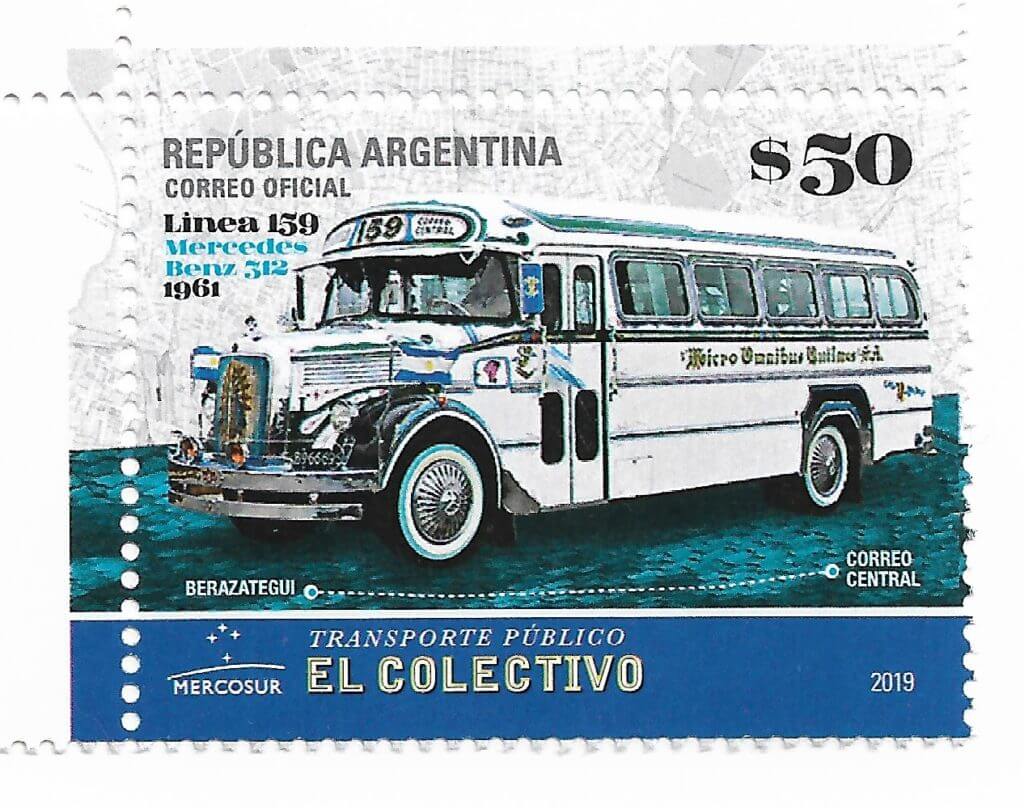 REPÚBLICA ARGENTINA
CORREO OFICIAL
$50
Linea 159
Mercedes
Benz 312
1961
159
CORREO
CENTRAL
Micro Omnibus Quilmes S.A.
BERAZATEGUI
CORREO
CENTRAL
MERCOSUR
TRANSPORTE PÚBLICO
EL COLECTIVO
2019